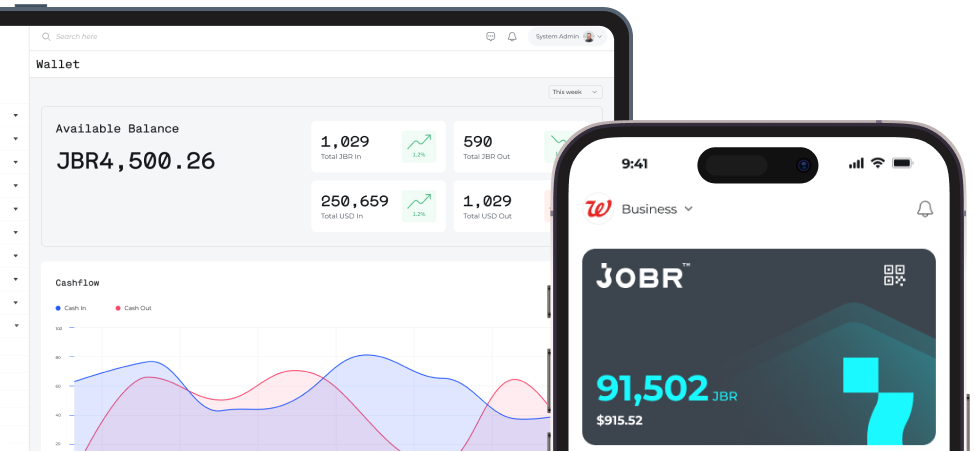 Search here
System Admin
Wallet
This week
Available Balance
JBR4,500.26
1,029
Total JBR In
1.2%
590
Total JBR Out
250,659
Total USD In
1.2%
1,029
Total USD Out
Cashflow
Cash In
Cash Out
100
80
60
40
20
9:41
W
Business
JOBR™
91,502 JBR
$915.52